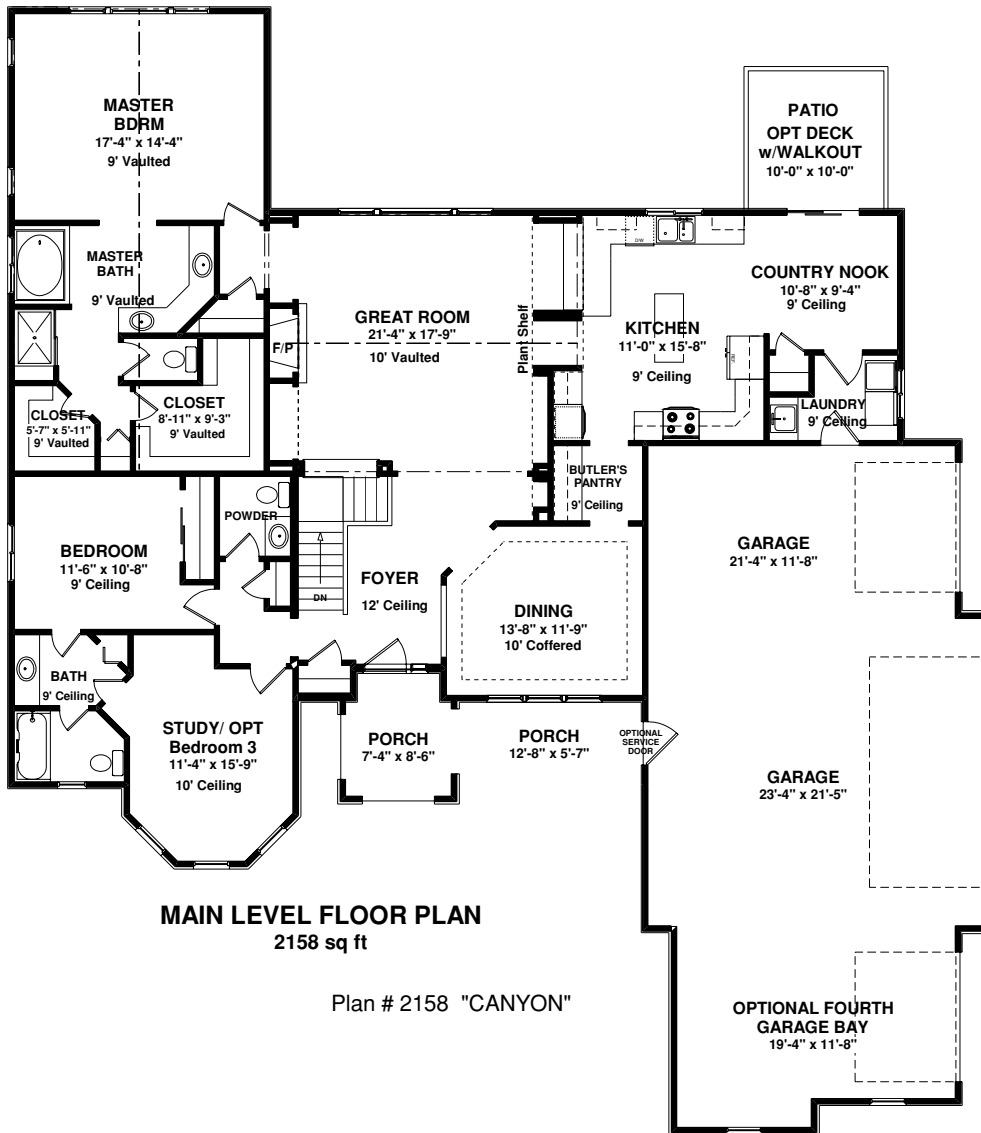 MASTER
BDRM
17'-4" x 14'-4"
9' Vaulted
PATIO
OPT DECK
w/WALKOUT
10'-0" x 10'-0"
MASTER
BATH
9' Vaulted
D/W
COUNTRY NOOK
10'-8" x 9'-4"
9' Ceiling
GREAT ROOM
21'-4" x 17'-9"
10' Vaulted
F/P
Plant Shelf
KITCHEN
11'-0" x 15'-8"
9' Ceiling
REF
CLOSET
5'-7" x 5'-11"
9' Vaulted
CLOSET
8'-11" x 9'-3"
9' Vaulted
LAUNDRY
9' Ceiling
BUTLER'S
PANTRY
9' Ceiling
POWDER
BEDROOM
11'-6" x 10'-8"
9' Ceiling
FOYER
12' Ceiling
DN
DINING
13'-8" x 11'-9"
10' Coffered
GARAGE
21'-4" x 11'-8"
BATH
9' Ceiling
STUDY/ OPT
Bedroom 3
11'-4" x 15'-9"
10' Ceiling
PORCH
7'-4" x 8'-6"
PORCH
12'-8" x 5'-7"
OPTIONAL
SERVICE
DOOR
GARAGE
23'-4" x 21'-5"
MAIN LEVEL FLOOR PLAN
2158 sq ft
Plan # 2158 "CANYON"
OPTIONAL FOURTH
GARAGE BAY
19'-4" x 11'-8"